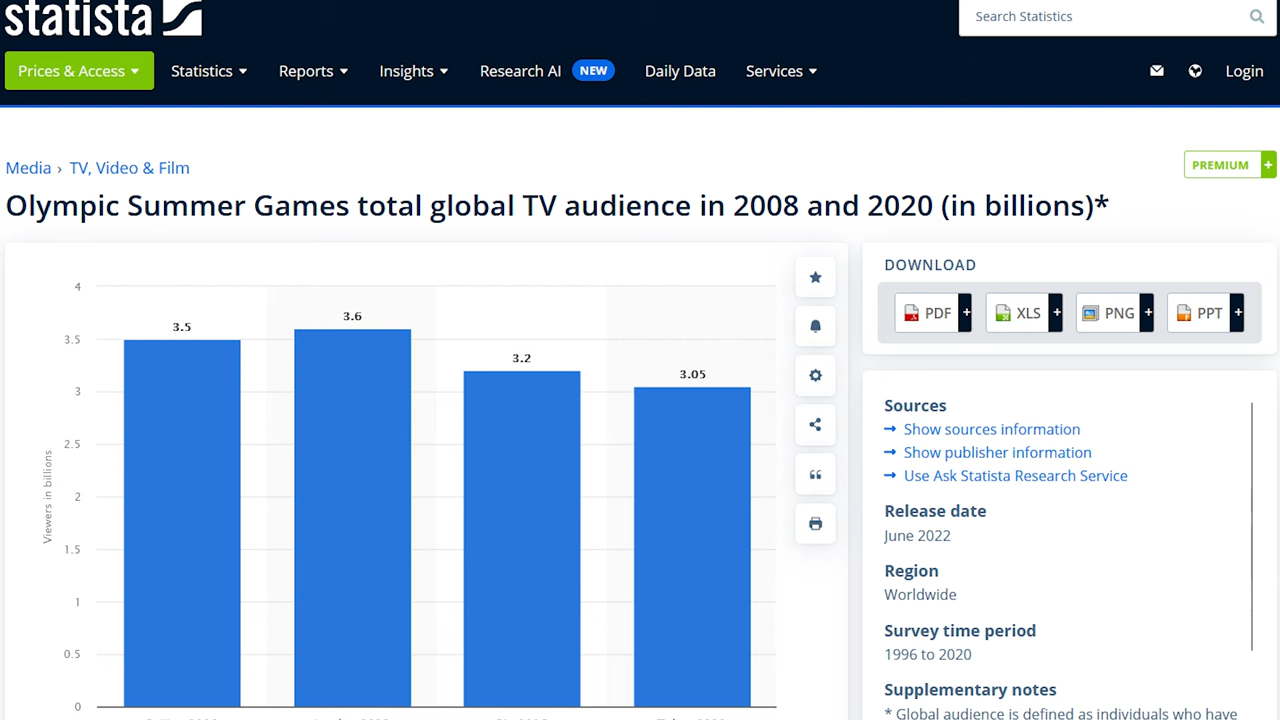 statista
Search Statistics
Prices & Access
Statistics
Reports
Insights
Research AI NEW
Daily Data
Services
Login
Media › TV, Video & Film
PREMIUM +
Olympic Summer Games total global TV audience in 2008 and 2020 (in billions)*
4
3.5
3
2.5
2
1.5
1
0.5
0
Viewers in billions
3.5
3.6
3.2
3.05
DOWNLOAD
PDF +
XLS +
PNG +
PPT +
Sources
→ Show sources information
→ Show publisher information
→ Use Ask Statista Research Service
Release date
June 2022
Region
Worldwide
Survey time period
1996 to 2020
Supplementary notes
* Global audience is defined as individuals who have